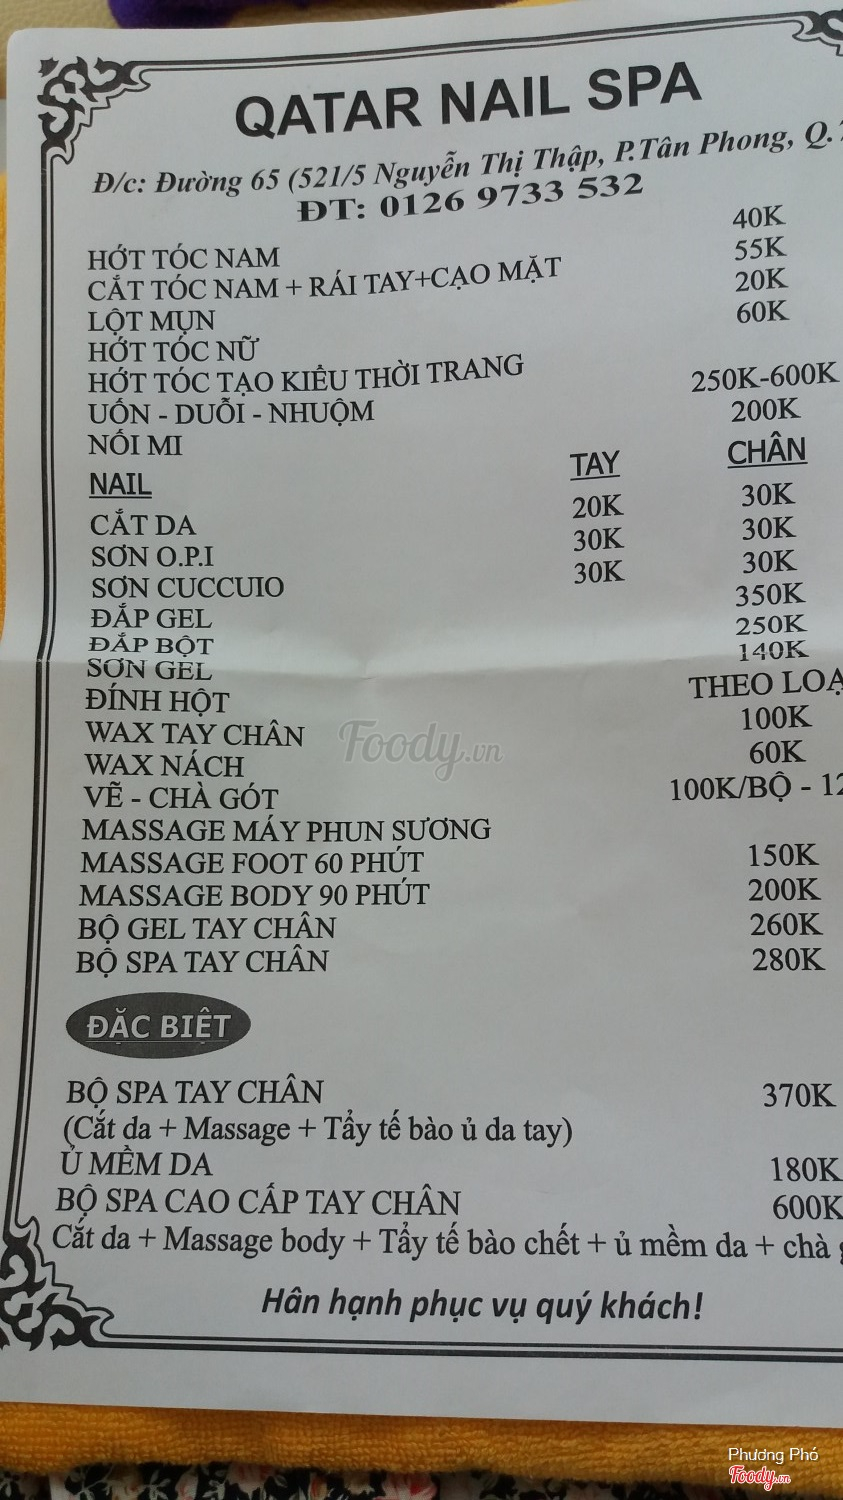 QATAR NAIL SPA
Đ/c: Đường 65 (521/5 Nguyễn Thị Thập, P.Tân Phong, Q.
ĐT: 0126 9733 532
HỚT TÓC NAM 40K
CẮT TÓC NAM + RÁI TAY+CẠO MẶT 55K
LỘT MỤN 20K
HỚT TÓC NỮ 60K
HỚT TÓC TẠO KIỂU THỜI TRANG
UỐN - DUỖI - NHUỘM 250K-600K
NỐI MI 200K
NAIL TAY CHÂN
CẮT DA 20K 30K
SƠN O.P.I 30K 30K
SƠN CUCCUIO 30K 30K
ĐẮP GEL 350K
ĐẮP BỘT 250K
SƠN GEL 140K
ĐÍNH HỘT THEO
WAX TAY CHÂN 100K
WAX NÁCH 60K
VẼ - CHÀ GÓT 100K/BỘ -
MASSAGE MÁY PHUN SƯƠNG
MASSAGE FOOT 60 PHÚT 150K
MASSAGE BODY 90 PHÚT 200K
BỘ GEL TAY CHÂN 260K
BỘ SPA TAY CHÂN 280K
Foody.vn
ĐẶC BIỆT
BỘ SPA TAY CHÂN 370K
(Cắt da + Massage + Tẩy tế bào ủ da tay)
Ủ MỀM DA 180K
BỘ SPA CAO CẤP TAY CHÂN 600K
Cắt da + Massage body + Tẩy tế bào chết + ủ mềm da + chà
Hân hạnh phục vụ quý khách!
Phương Phó
Foody.vn